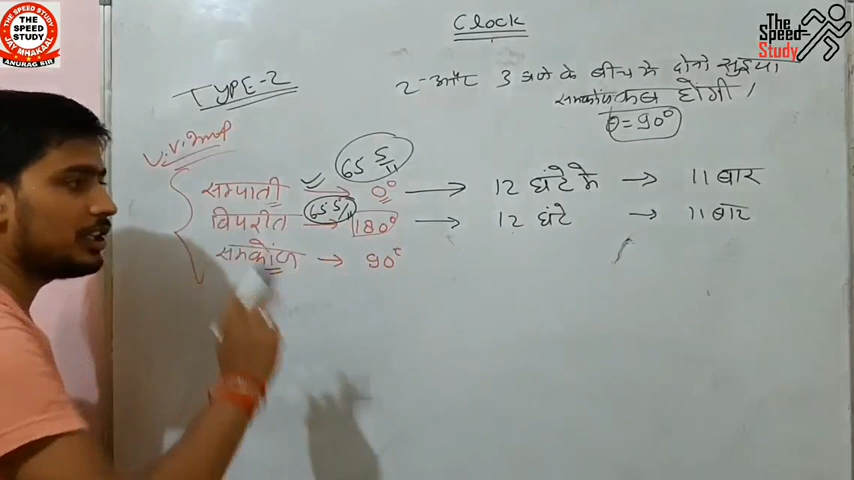 THE SPEED STUDY
JAY MHAKAAL
ANURAG SIR
The
Speed
Study
Clock
TYPE-2
2 और 3 बजे के बीच में दोनों सुईया
समकोण कब होगी /
θ = 90°
V.V.Imp
65 5/11
सम्पाती → 0° → 12 घंटे में → 11 बार
65 5/11
विपरीत → 180° → 12 घंटे → 11 बार
समकोण → 90°